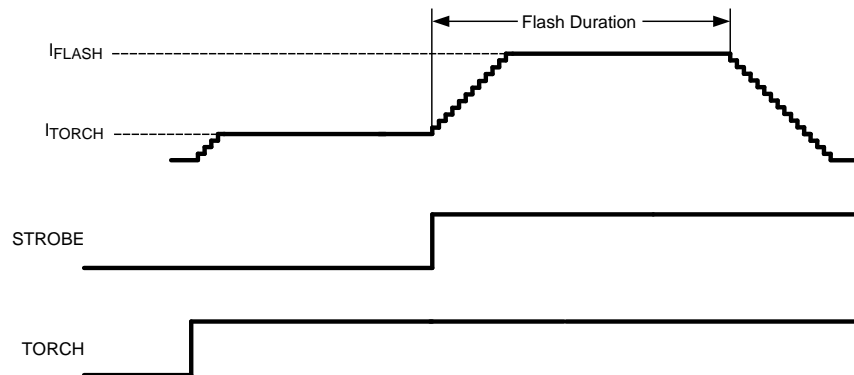 Flash Duration
IFLASH
ITORCH
STROBE
TORCH